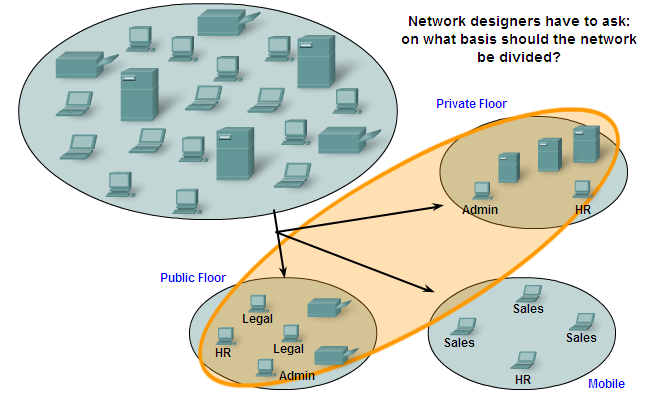 Network designers have to ask:
on what basis should the network
be divided?
Private Floor
Admin
HR
Public Floor
Legal
HR
Legal
Admin
Sales
Sales
Sales
HR
Mobile